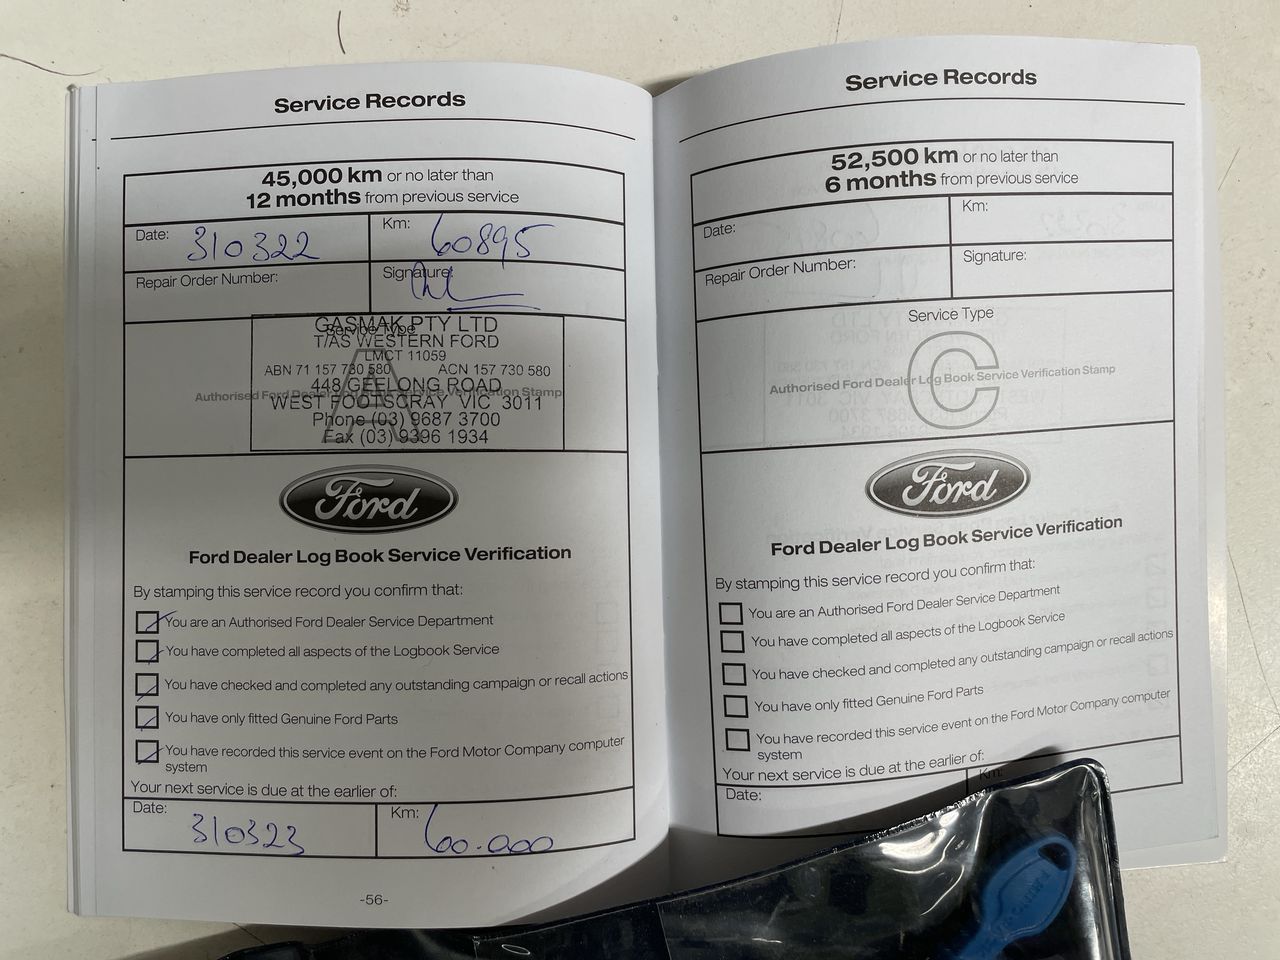 Service Records
45,000 km or no later than
12 months from previous service
Date: 310322
Km: 60895
Repair Order Number:
Signature:
Service Type
A
GASMAK PTY LTD
T/AS WESTERN FORD
LMCT 11059
ABN 71 157 730 580 ACN 157 730 580
448 GEELONG ROAD
Authorised Ford Dealer Log Book Service Verification Stamp
WEST FOOTSCRAY VIC 3011
Phone (03) 9687 3700
Fax (03) 9396 1934
Ford
Ford Dealer Log Book Service Verification
By stamping this service record you confirm that:
You are an Authorised Ford Dealer Service Department
You have completed all aspects of the Logbook Service
You have checked and completed any outstanding campaign or recall actions
You have only fitted Genuine Ford Parts
You have recorded this service event on the Ford Motor Company computer
system
Your next service is due at the earlier of:
Date: 310323
Km: 60.000
-56-
Service Records
52,500 km or no later than
6 months from previous service
Date:
Km:
Repair Order Number:
Signature:
Service Type
C
Authorised Ford Dealer Log Book Service Verification Stamp
Ford
Ford Dealer Log Book Service Verification
By stamping this service record you confirm that:
You are an Authorised Ford Dealer Service Department
You have completed all aspects of the Logbook Service
You have checked and completed any outstanding campaign or recall actions
You have only fitted Genuine Ford Parts
You have recorded this service event on the Ford Motor Company computer
system
Your next service is due at the earlier of:
Date:
Km: